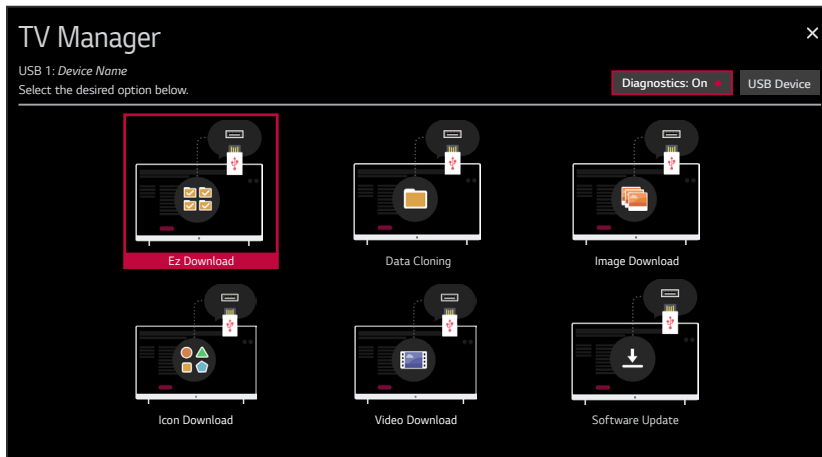 TV Manager
USB 1: Device Name
Select the desired option below.
Diagnostics: On
USB Device
Ez Download
Data Cloning
Image Download
Icon Download
Video Download
Software Update